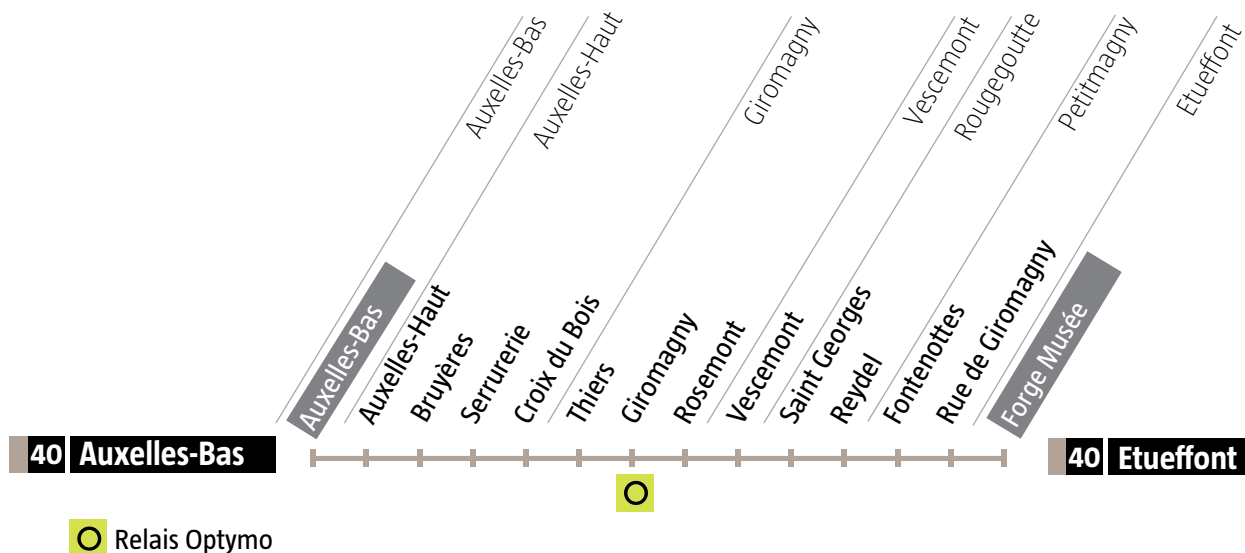 Auxelles-Bas
Auxelles-Haut
Giromagny
Vescemont
Rougegoutte
Petitmagny
Etueffont
Auxelles-Bas
Auxelles-Haut
Bruyères
Serrurerie
Croix du Bois
Thiers
Giromagny
Rosemont
Vescemont
Saint Georges
Reydel
Fontenottes
Rue de Giromagny
Forge Musée
40 Auxelles-Bas
40 Etueffont
Relais Optymo